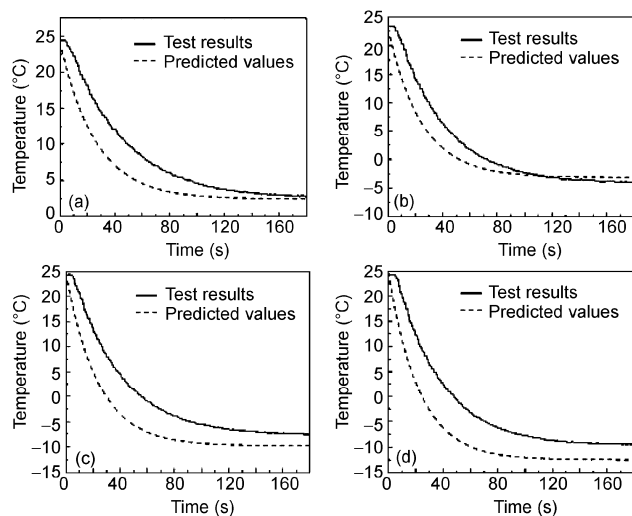 25
20
15
10
5
0
Temperature (°C)
Test results
Predicted values
(a)
0 40 80 120 160
Time (s)
25
20
15
10
5
0
−5
−10
Temperature (°C)
Test results
Predicted values
(b)
0 40 80 120 160
Time (s)
25
20
15
10
5
0
−5
−10
−15
Temperature (°C)
Test results
Predicted values
(c)
0 40 80 120 160
Time (s)
25
20
15
10
5
0
−5
−10
−15
Temperature (°C)
Test results
Predicted values
(d)
0 40 80 120 160
Time (s)